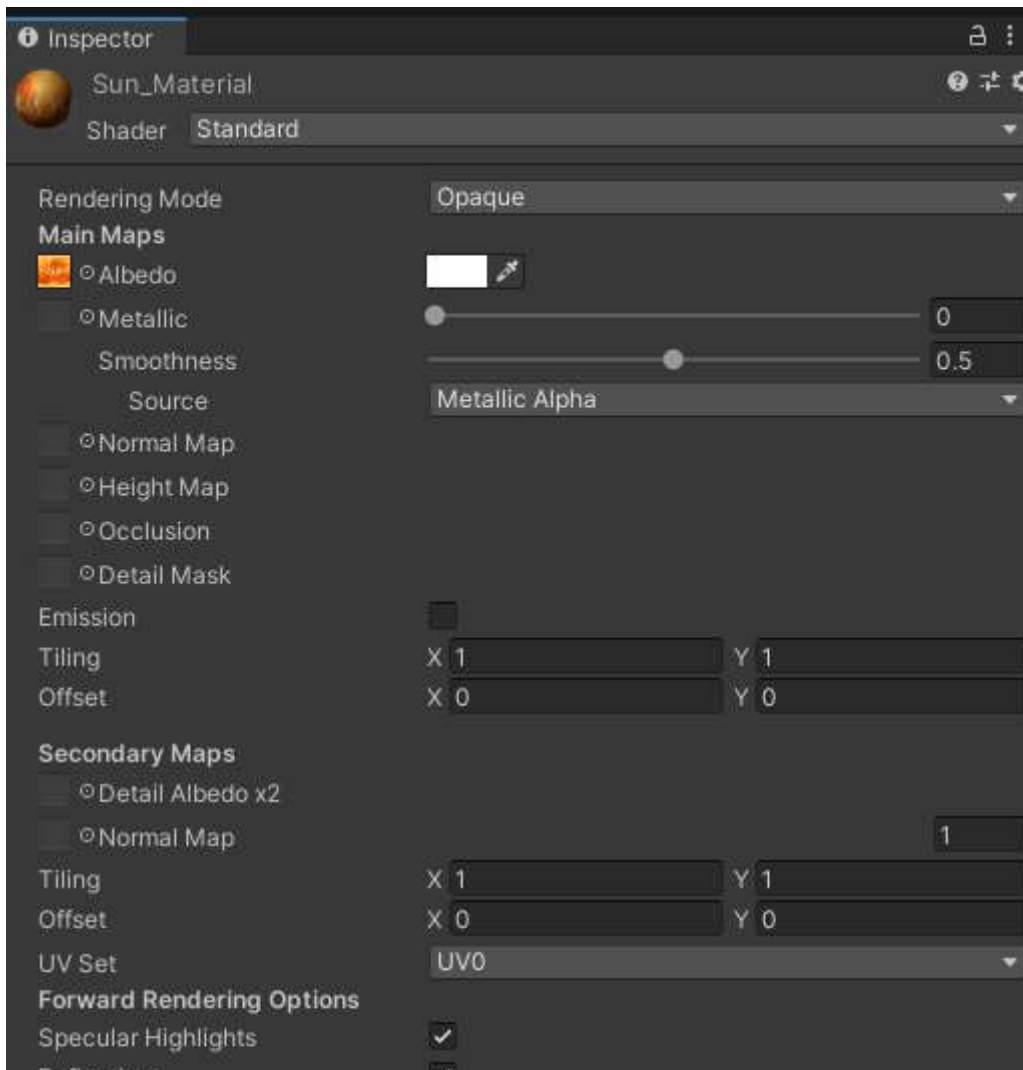 Inspector
Sun_Material
Shader Standard
Rendering Mode Opaque
Main Maps
Albedo
Metallic 0
Smoothness 0.5
Source Metallic Alpha
Normal Map
Height Map
Occlusion
Detail Mask
Emission
Tiling X 1 Y 1
Offset X 0 Y 0
Secondary Maps
Detail Albedo x2
Normal Map 1
Tiling X 1 Y 1
Offset X 0 Y 0
UV Set UV0
Forward Rendering Options
Specular Highlights